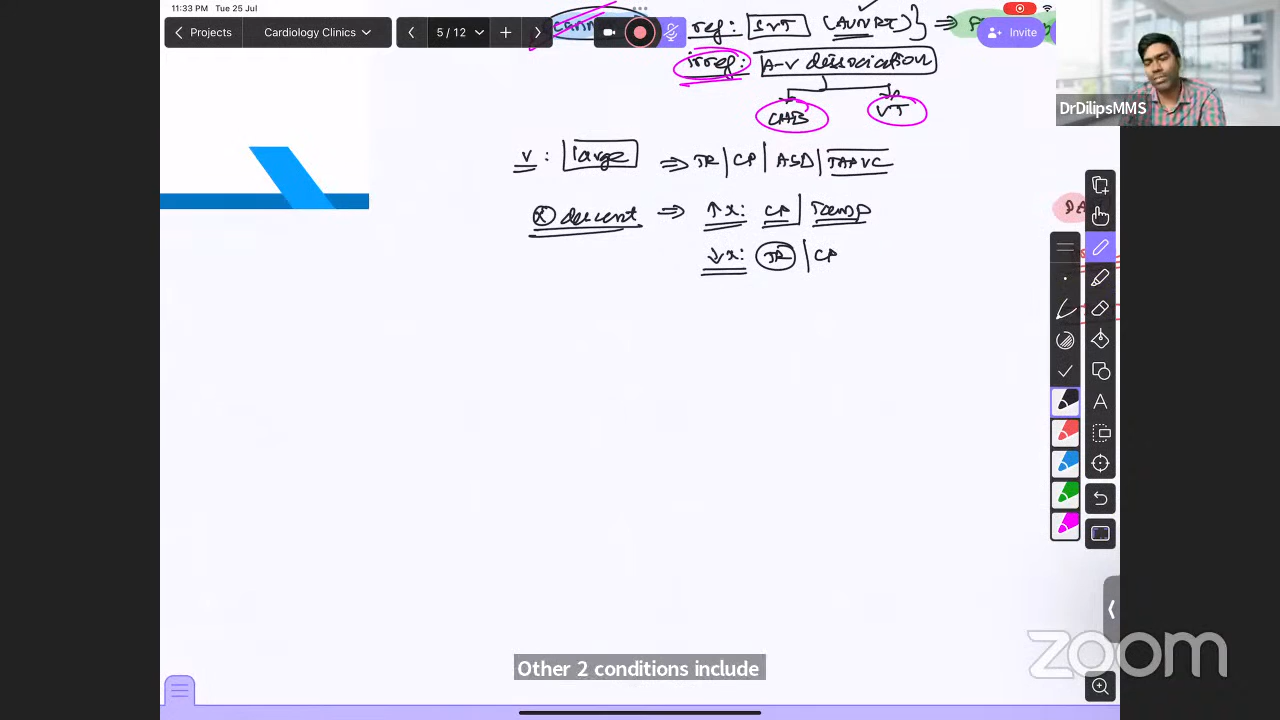 11:33 PM Tue 25 Jul
Projects Cardiology Clinics 5 / 12 Invite
reg: SVT (AVNRT)} ⇒
irreg: A-V dissociation
CHB VT
DrDilipsMMS
v : large ⇒ TR | CP | ASD | TAPVC
x descent ⇒ ↑x: CP | Tamp
↓x: TR | CP
A
Other 2 conditions include
zoom